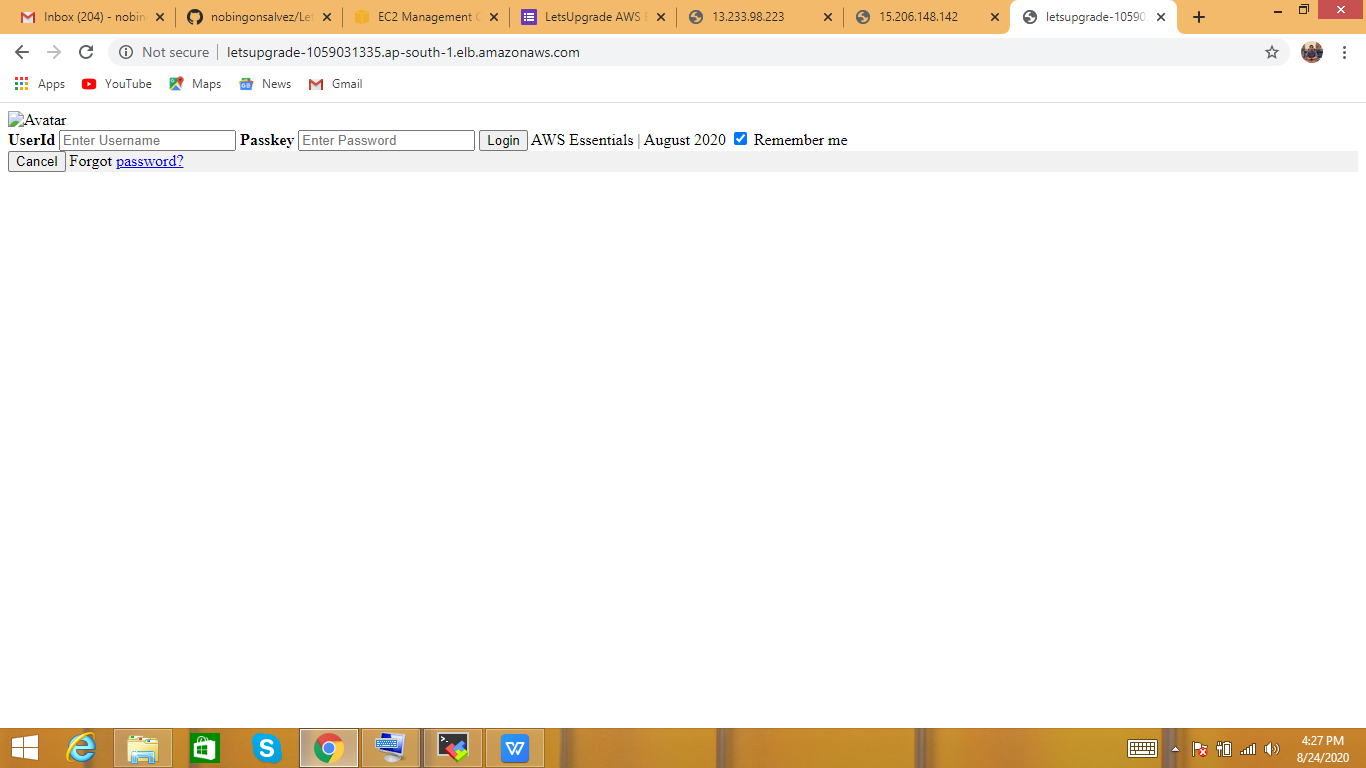 Inbox (204) - nobin
nobingonsalvez/Let
EC2 Management C
LetsUpgrade AWS E
13.233.98.223
15.206.148.142
letsupgrade-10590
Not secure | letsupgrade-1059031335.ap-south-1.elb.amazonaws.com
Apps YouTube Maps News Gmail
Avatar
UserId Enter Username Passkey Enter Password Login AWS Essentials | August 2020 Remember me
Cancel Forgot password?
4:27 PM
8/24/2020